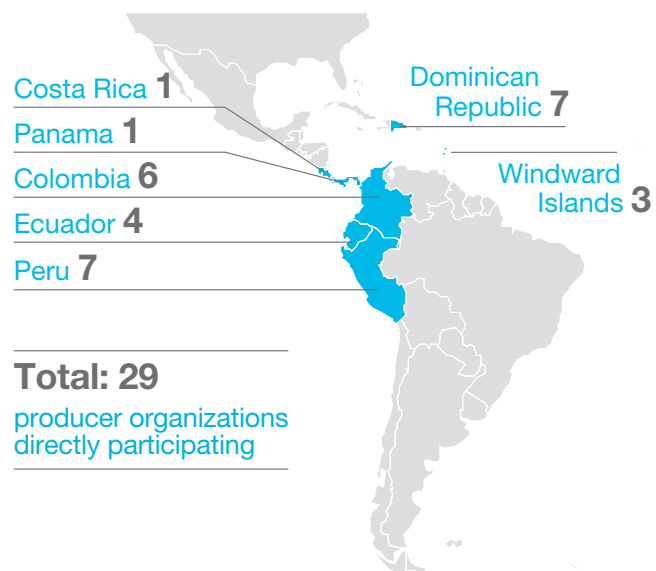 Costa Rica 1
Panama 1
Colombia 6
Ecuador 4
Peru 7
Dominican
Republic 7
Windward
Islands 3
Total: 29
producer organizations
directly participating